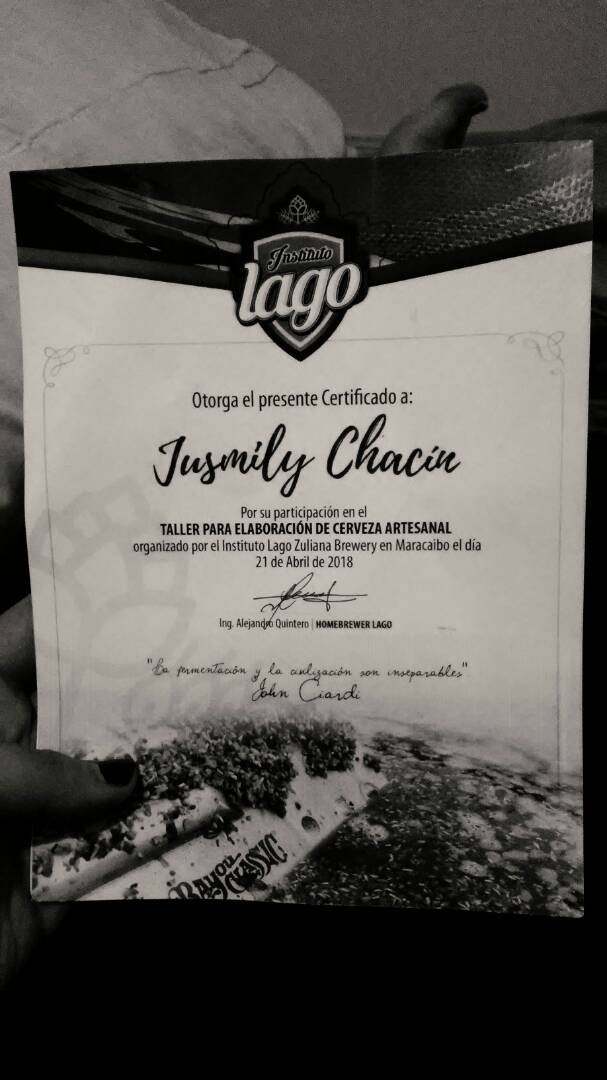 Instituto
lago
Otorga el presente Certificado a:
Jusmily Chacín
Por su participación en el
TALLER PARA ELABORACIÓN DE CERVEZA ARTESANAL
organizado por el Instituto Lago Zuliana Brewery en Maracaibo el día
21 de Abril de 2018
Ing. Alejandro Quintero | HOMEBREWER LAGO
"La fermentación y la civilización son inseparables"
John Ciardi
BAYOU
CLASSIC